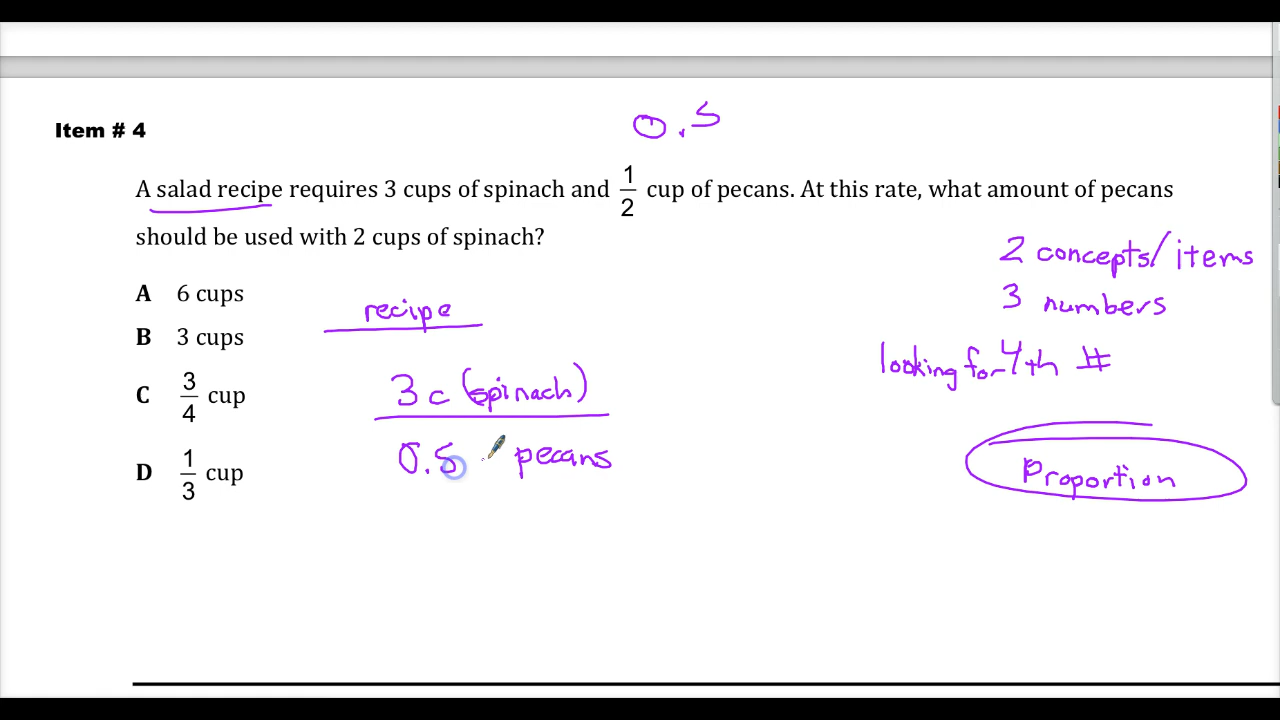 0.5
Item # 4
A salad recipe requires 3 cups of spinach and 1/2 cup of pecans. At this rate, what amount of pecans
should be used with 2 cups of spinach?
2 concepts/items
3 numbers
looking for 4th #
Proportion
A 6 cups
B 3 cups
C 3/4 cup
D 1/3 cup
recipe
3 c (spinach)
0.5 pecans